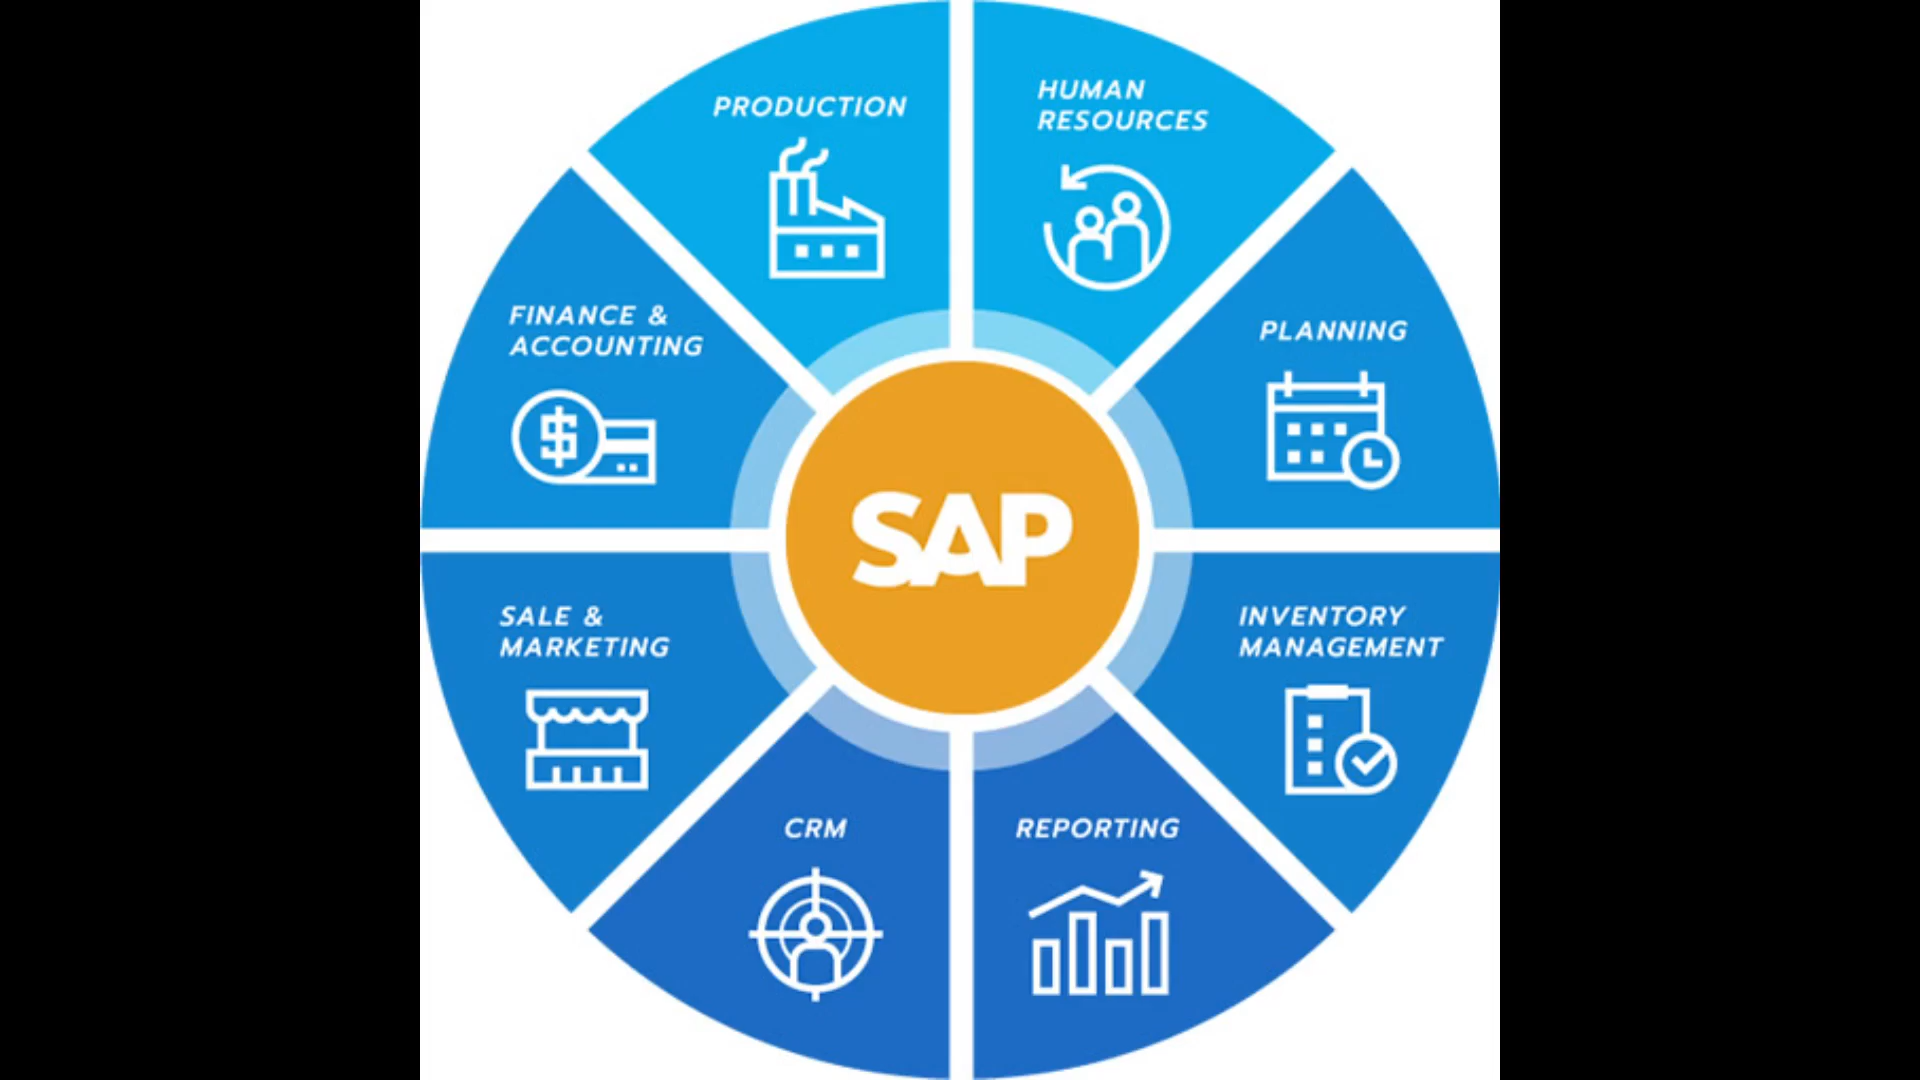 PRODUCTION
HUMAN
RESOURCES
FINANCE &
ACCOUNTING
PLANNING
SAP
SALE &
MARKETING
INVENTORY
MANAGEMENT
CRM
REPORTING